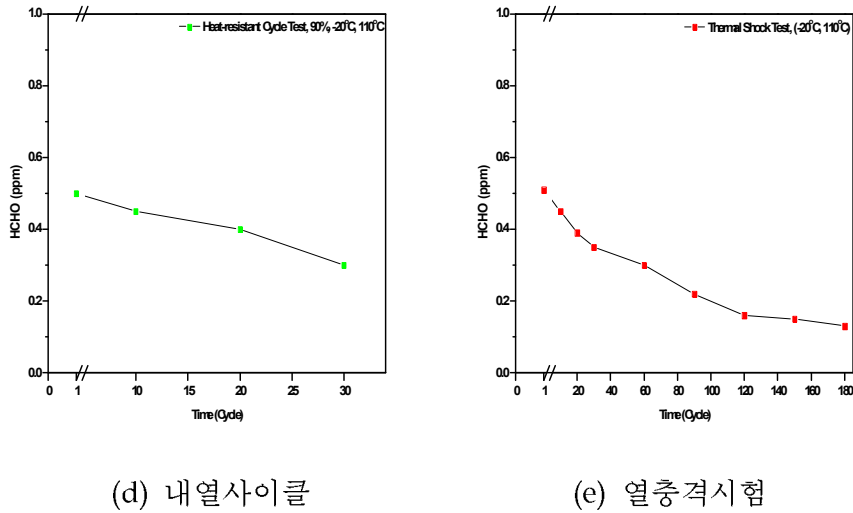 Heat-resistant Cycle Test, 90%, -20°C, 110°C
1.0
0.8
0.6
0.4
0.2
0.0
HCHO (ppm)
0 1 10 15 20 25 30
Time(Cycle)
(d) 내열사이클
Thermal Shock Test, (-20°C, 110°C)
1.0
0.8
0.6
0.4
0.2
0.0
HCHO (ppm)
0 1 20 40 60 80 100 120 140 160 180
Time(Cycle)
(e) 열충격시험